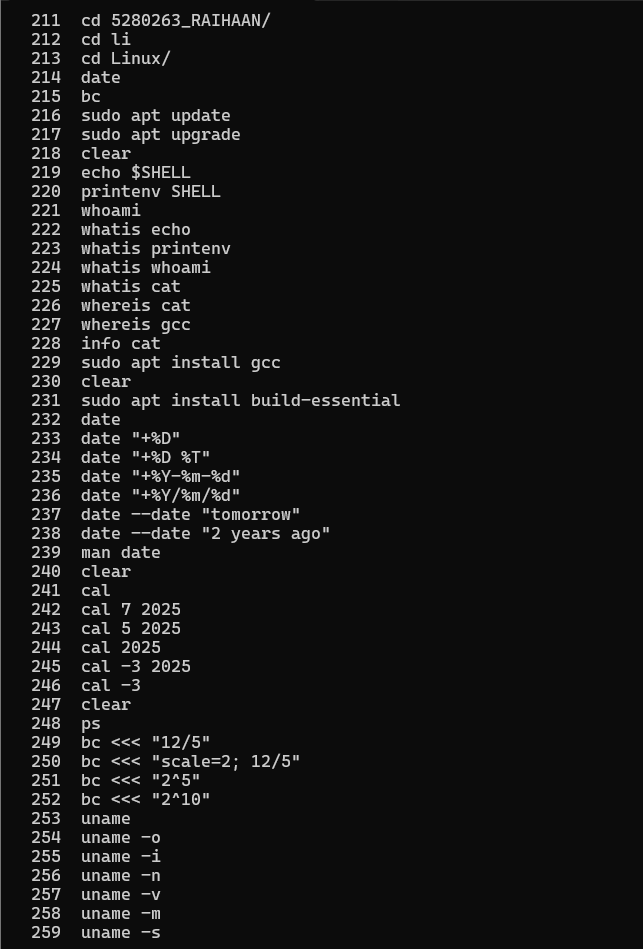 211 cd 5280263_RAIHAAN/
212 cd li
213 cd Linux/
214 date
215 bc
216 sudo apt update
217 sudo apt upgrade
218 clear
219 echo $SHELL
220 printenv SHELL
221 whoami
222 whatis echo
223 whatis printenv
224 whatis whoami
225 whatis cat
226 whereis cat
227 whereis gcc
228 info cat
229 sudo apt install gcc
230 clear
231 sudo apt install build-essential
232 date
233 date "+%D"
234 date "+%D %T"
235 date "+%Y-%m-%d"
236 date "+%Y/%m/%d"
237 date --date "tomorrow"
238 date --date "2 years ago"
239 man date
240 clear
241 cal
242 cal 7 2025
243 cal 5 2025
244 cal 2025
245 cal -3 2025
246 cal -3
247 clear
248 ps
249 bc <<< "12/5"
250 bc <<< "scale=2; 12/5"
251 bc <<< "2^5"
252 bc <<< "2^10"
253 uname
254 uname -o
255 uname -i
256 uname -n
257 uname -v
258 uname -m
259 uname -s